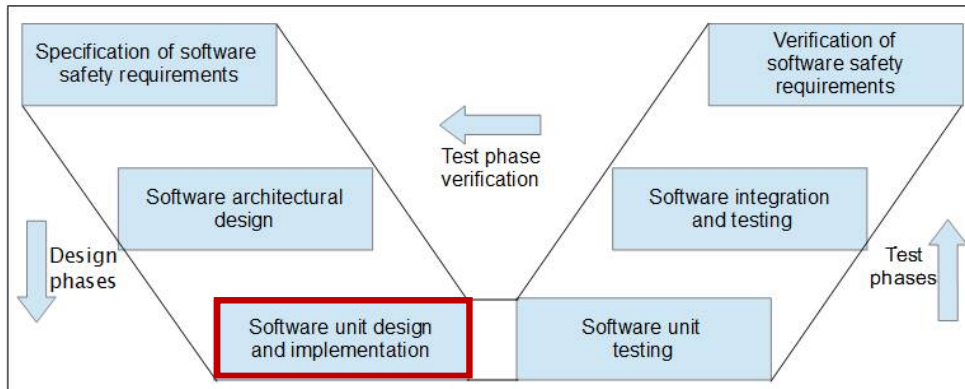 Specification of software
safety requirements
Verification of
software safety
requirements
Test phase
verification
Software architectural
design
Software integration
and testing
Design
phases
Test
phases
Software unit design
and implementation
Software unit
testing